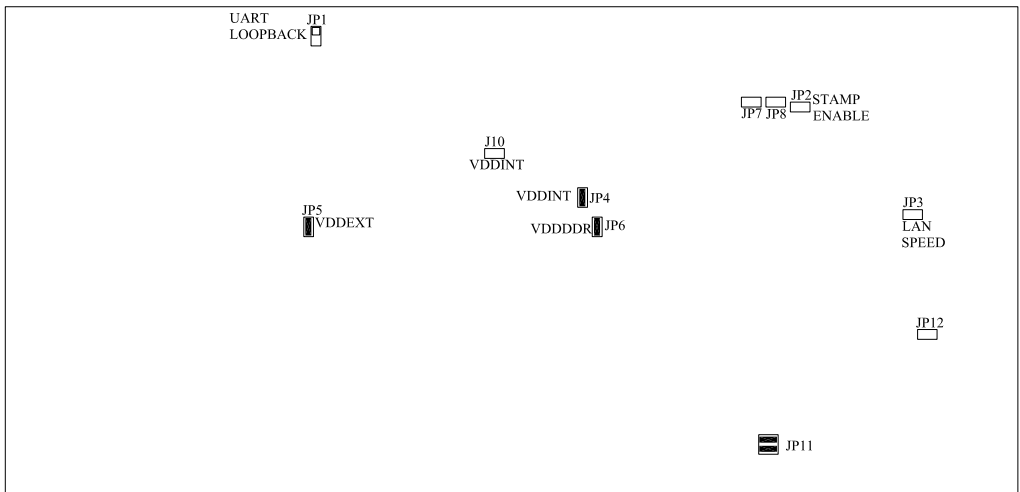 UART JP1
LOOPBACK
JP2 STAMP
JP7 JP8 ENABLE
J10
VDDINT
VDDINT JP4
JP5
VDDEXT
VDDDDR JP6
JP3
LAN
SPEED
JP12
JP11